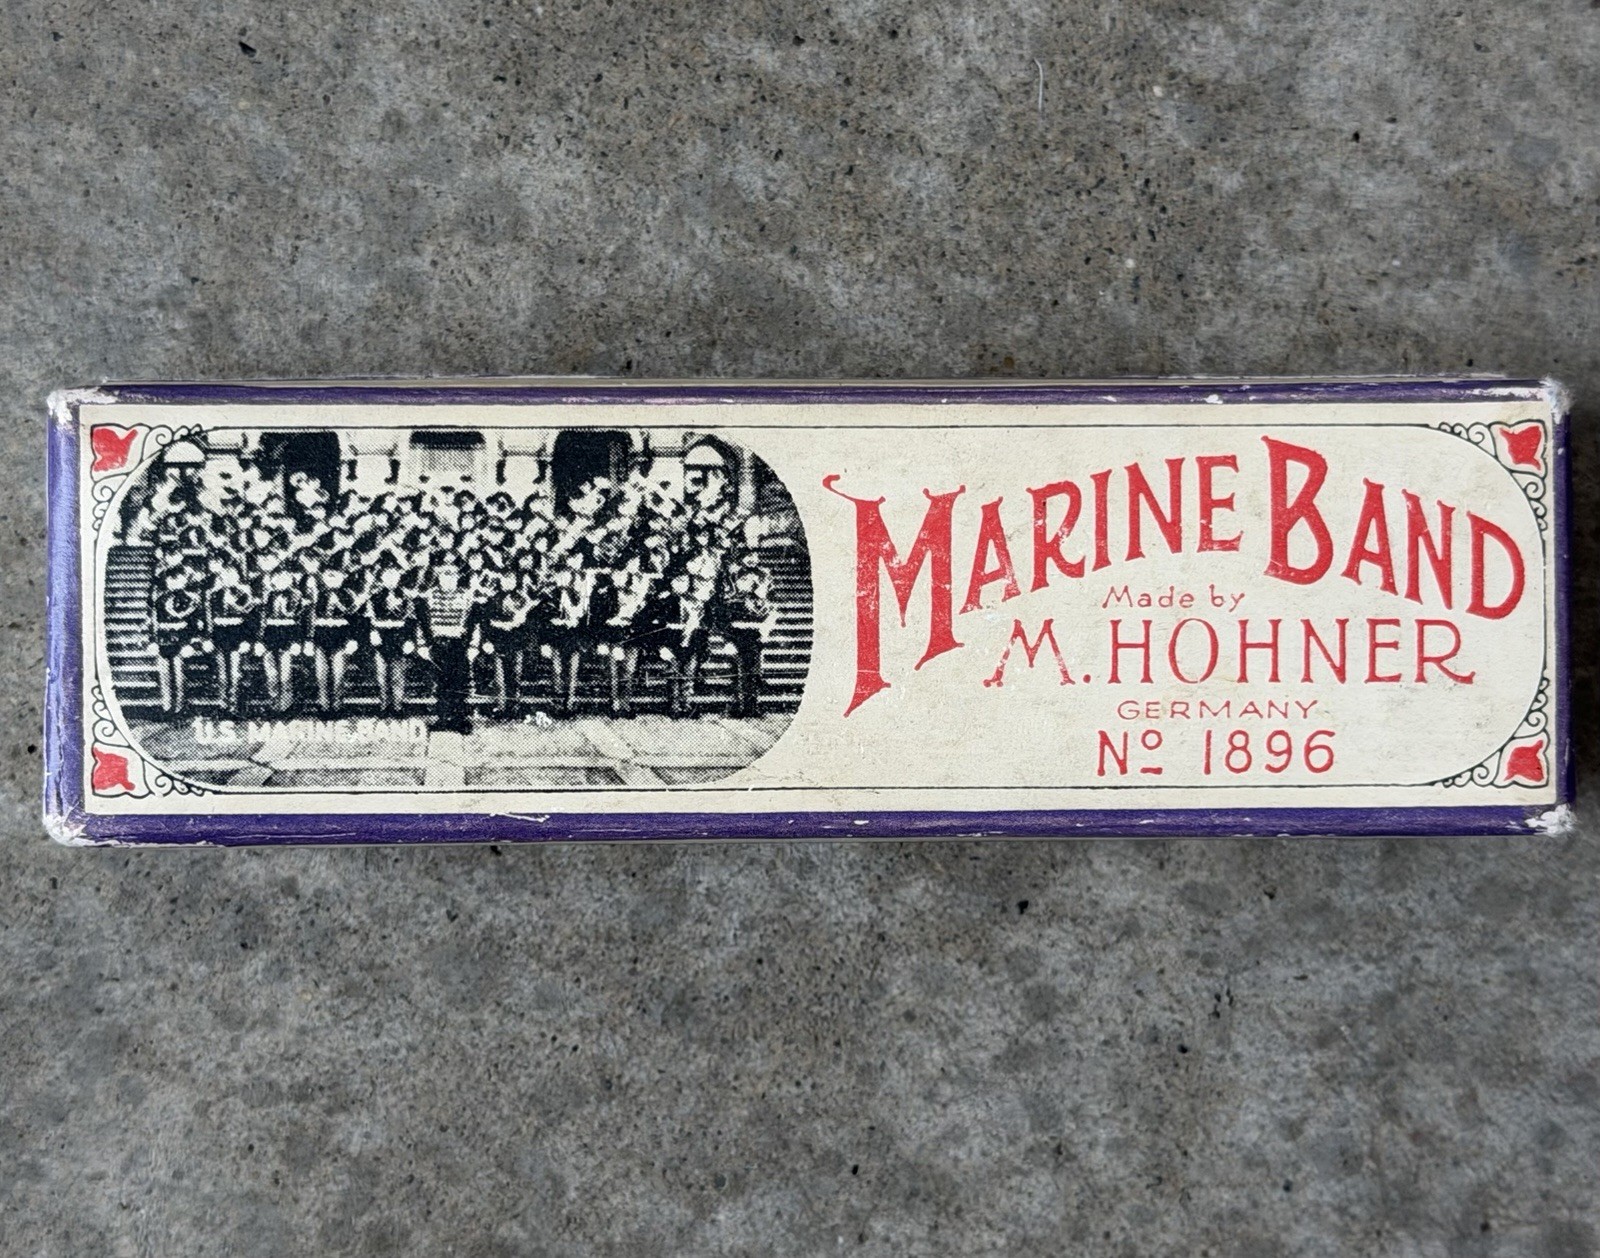 U.S. MARINE BAND
MARINE BAND
Made by
M. HOHNER
GERMANY
Nº 1896